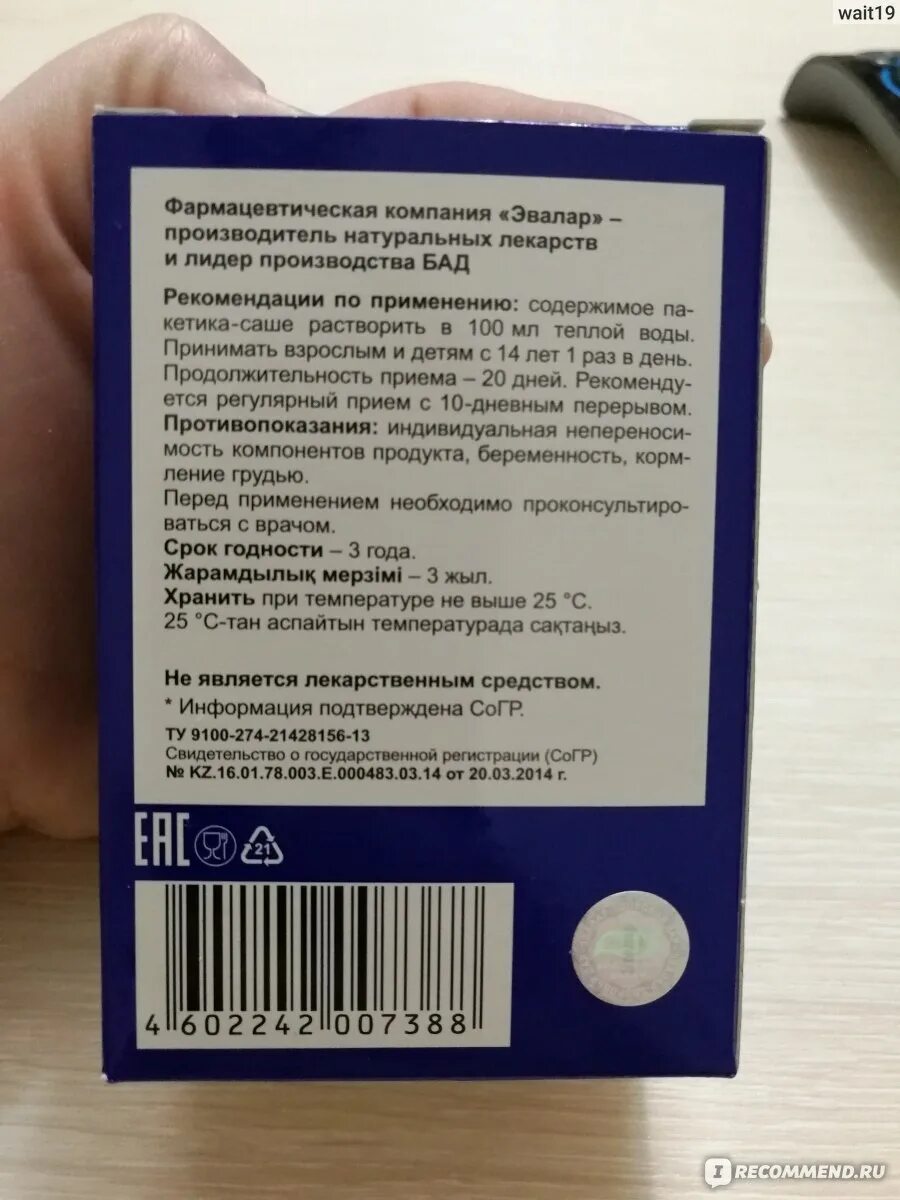 wait19
Фармацевтическая компания «Эвалар» –
производитель натуральных лекарств
и лидер производства БАД
Рекомендации по применению: содержимое па-
кетика-саше растворить в 100 мл теплой воды.
Принимать взрослым и детям с 14 лет 1 раз в день.
Продолжительность приема – 20 дней. Рекоменду-
ется регулярный прием с 10-дневным перерывом.
Противопоказания: индивидуальная непереноси-
мость компонентов продукта, беременность, корм-
ление грудью.
Перед применением необходимо проконсультиро-
ваться с врачом.
Срок годности – 3 года.
Жарамдылық мерзімі – 3 жыл.
Хранить при температуре не выше 25 °С.
25 °С-тан аспайтын температурада сақтаңыз.
Не является лекарственным средством.
* Информация подтверждена СоГР.
ТУ 9100-274-21428156-13
Свидетельство о государственной регистрации (СоГР)
№ KZ.16.01.78.003.E.000483.03.14 от 20.03.2014 г.
EAC
21
4 602242 007388
IRECOMMEND.RU